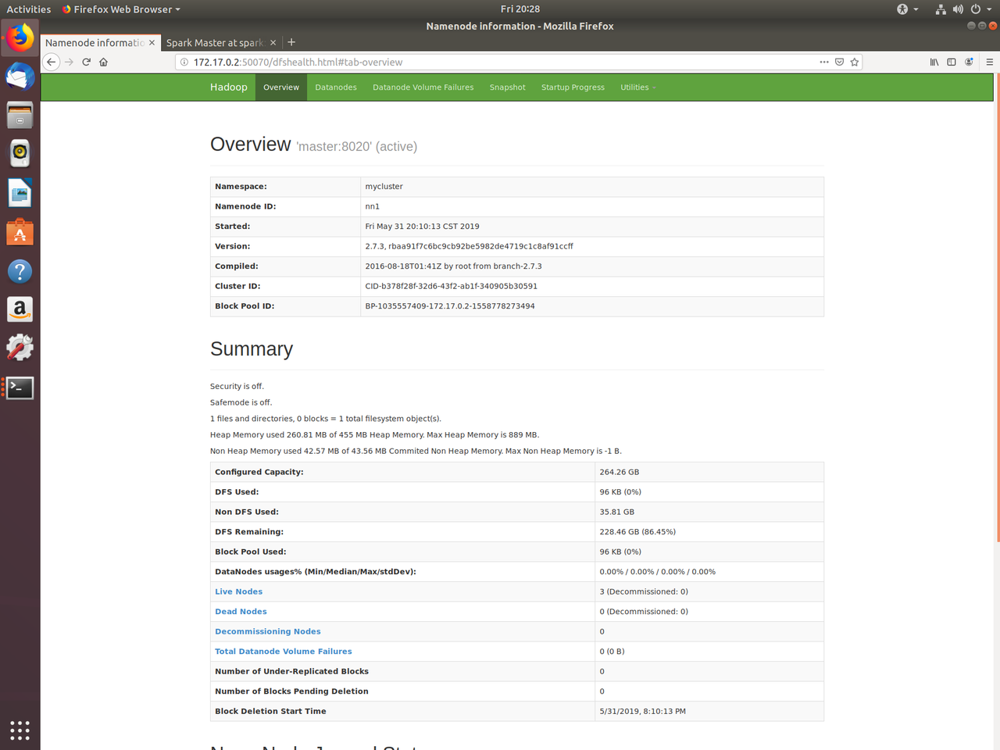 Activities Firefox Web Browser Fri 20:28
Namenode information - Mozilla Firefox
Namenode informatio Spark Master at spark
172.17.0.2:50070/dfshealth.html#tab-overview
Hadoop Overview Datanodes Datanode Volume Failures Snapshot Startup Progress Utilities
Overview 'master:8020' (active)
Namespace: mycluster
Namenode ID: nn1
Started: Fri May 31 20:10:13 CST 2019
Version: 2.7.3, rbaa91f7c6bc9cb92be5982de4719c1c8af91ccff
Compiled: 2016-08-18T01:41Z by root from branch-2.7.3
Cluster ID: CID-b378f28f-32d6-43f2-ab1f-340905b30591
Block Pool ID: BP-1035557409-172.17.0.2-1558778273494
Summary
Security is off.
Safemode is off.
1 files and directories, 0 blocks = 1 total filesystem object(s).
Heap Memory used 260.81 MB of 455 MB Heap Memory. Max Heap Memory is 889 MB.
Non Heap Memory used 42.57 MB of 43.56 MB Commited Non Heap Memory. Max Non Heap Memory is -1 B.
Configured Capacity: 264.26 GB
DFS Used: 96 KB (0%)
Non DFS Used: 35.81 GB
DFS Remaining: 228.46 GB (86.45%)
Block Pool Used: 96 KB (0%)
DataNodes usages% (Min/Median/Max/stdDev): 0.00% / 0.00% / 0.00% / 0.00%
Live Nodes 3 (Decommissioned: 0)
Dead Nodes 0 (Decommissioned: 0)
Decommissioning Nodes 0
Total Datanode Volume Failures 0 (0 B)
Number of Under-Replicated Blocks 0
Number of Blocks Pending Deletion 0
Block Deletion Start Time 5/31/2019, 8:10:13 PM